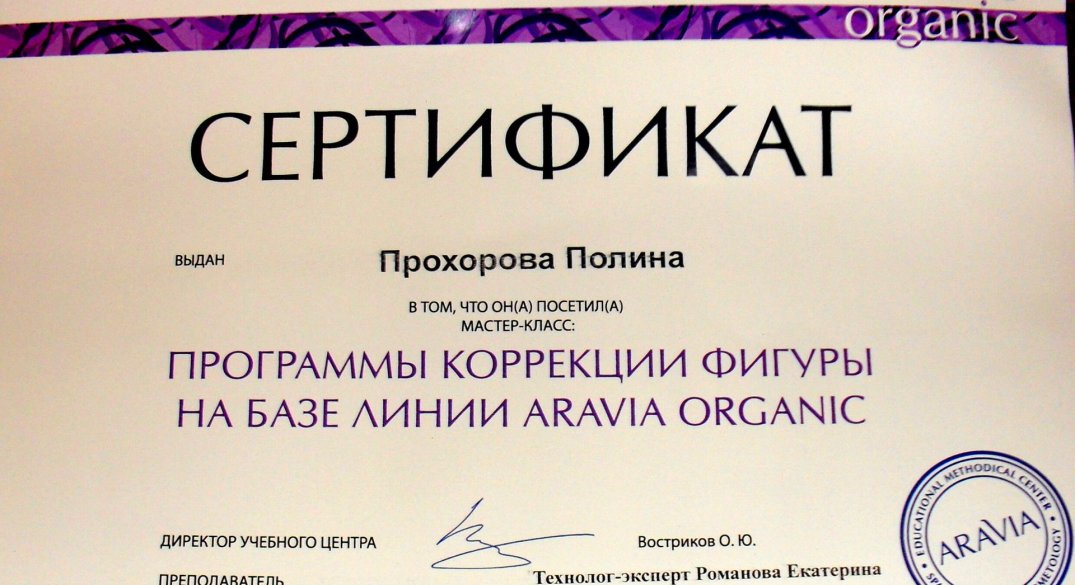 organic
СЕРТИФИКАТ
ВЫДАН Прохорова Полина
В ТОМ, ЧТО ОН(А) ПОСЕТИЛ(А)
МАСТЕР-КЛАСС:
ПРОГРАММЫ КОРРЕКЦИИ ФИГУРЫ
НА БАЗЕ ЛИНИИ ARAVIA ORGANIC
ДИРЕКТОР УЧЕБНОГО ЦЕНТРА Востриков О. Ю.
ПРЕПОДАВАТЕЛЬ Технолог-эксперт Романова Екатерина
EDUCATIONAL METHODICAL CENTER
ARAVIA